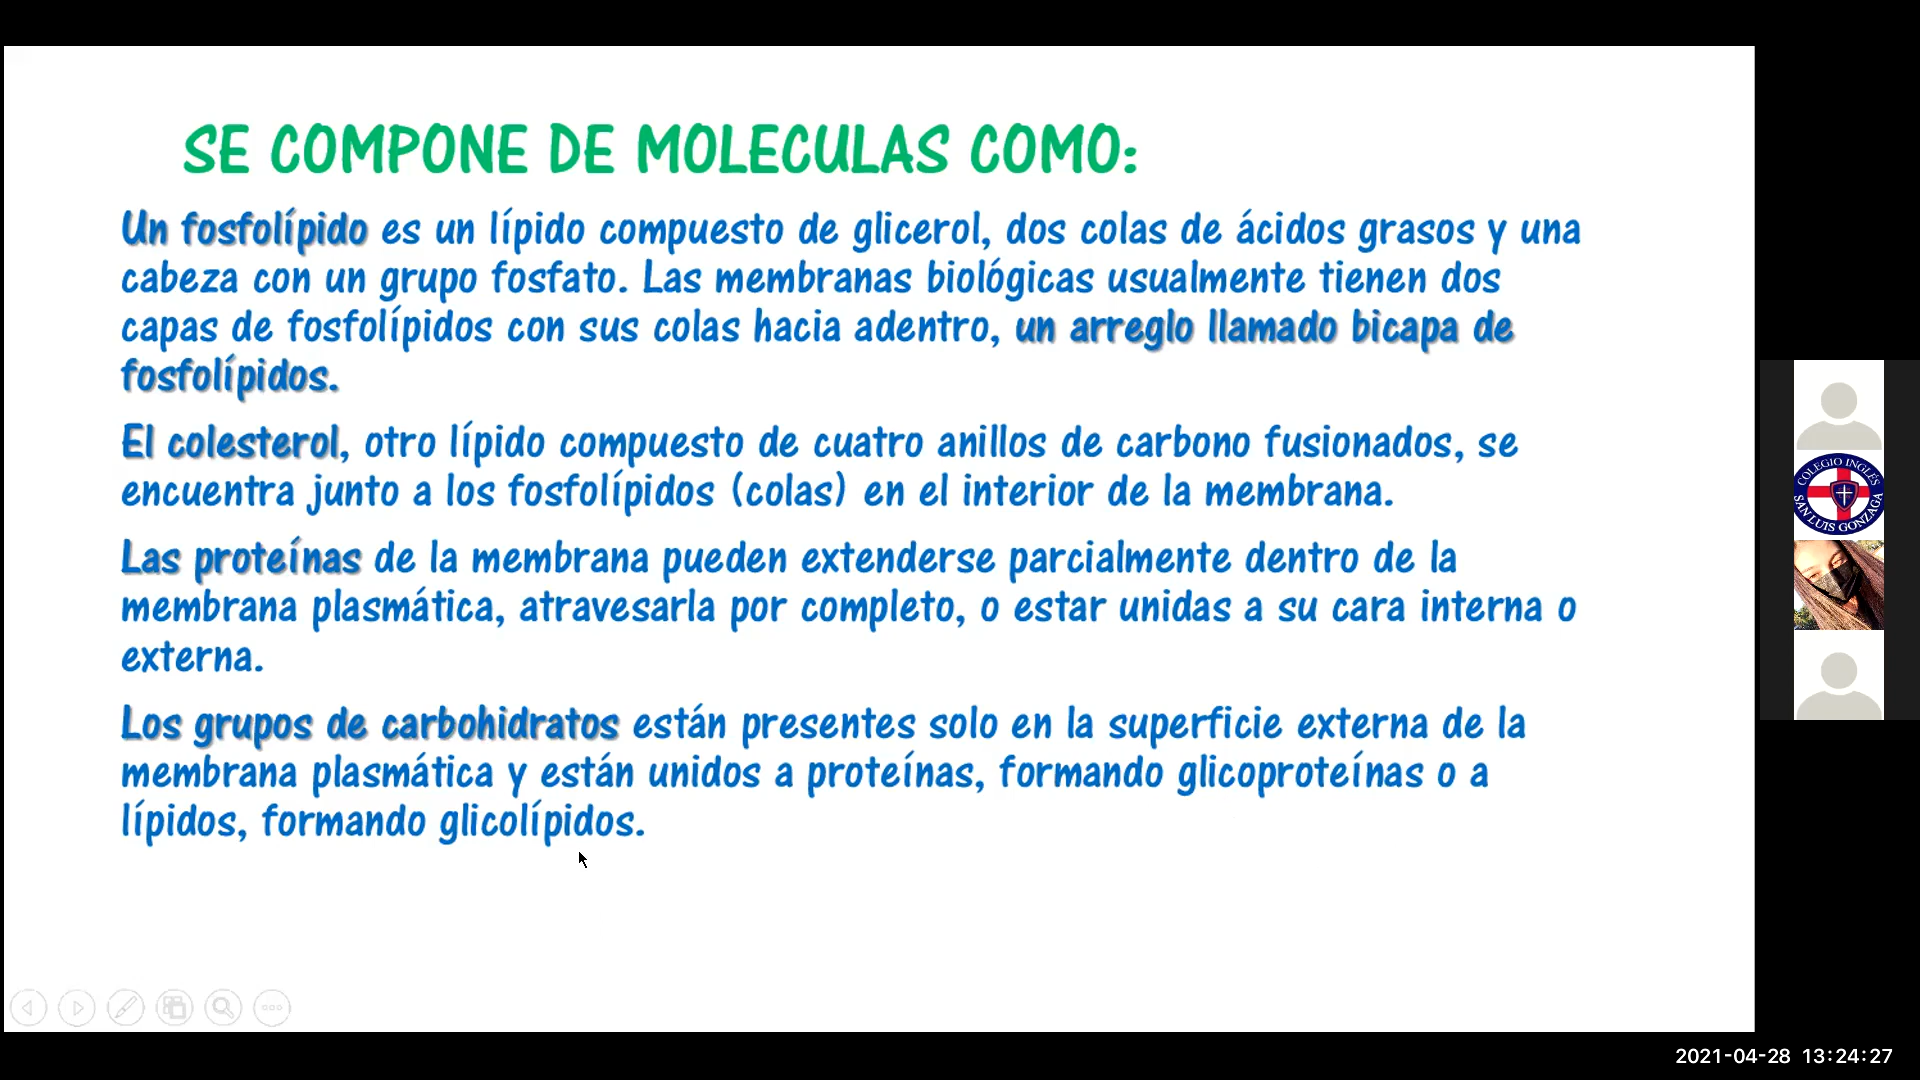 SE COMPONE DE MOLECULAS COMO:
Un fosfolípido es un lípido compuesto de glicerol, dos colas de ácidos grasos y una
cabeza con un grupo fosfato. Las membranas biológicas usualmente tienen dos
capas de fosfolípidos con sus colas hacia adentro, un arreglo llamado bicapa de
fosfolípidos.
El colesterol, otro lípido compuesto de cuatro anillos de carbono fusionados, se
encuentra junto a los fosfolípidos (colas) en el interior de la membrana.
Las proteínas de la membrana pueden extenderse parcialmente dentro de la
membrana plasmática, atravesarla por completo, o estar unidas a su cara interna o
externa.
Los grupos de carbohidratos están presentes solo en la superficie externa de la
membrana plasmática y están unidos a proteínas, formando glicoproteínas o a
lípidos, formando glicolípidos.
COLEGIO INGLÉS
SAN LUIS GONZAGA
2021-04-28 13:24:27